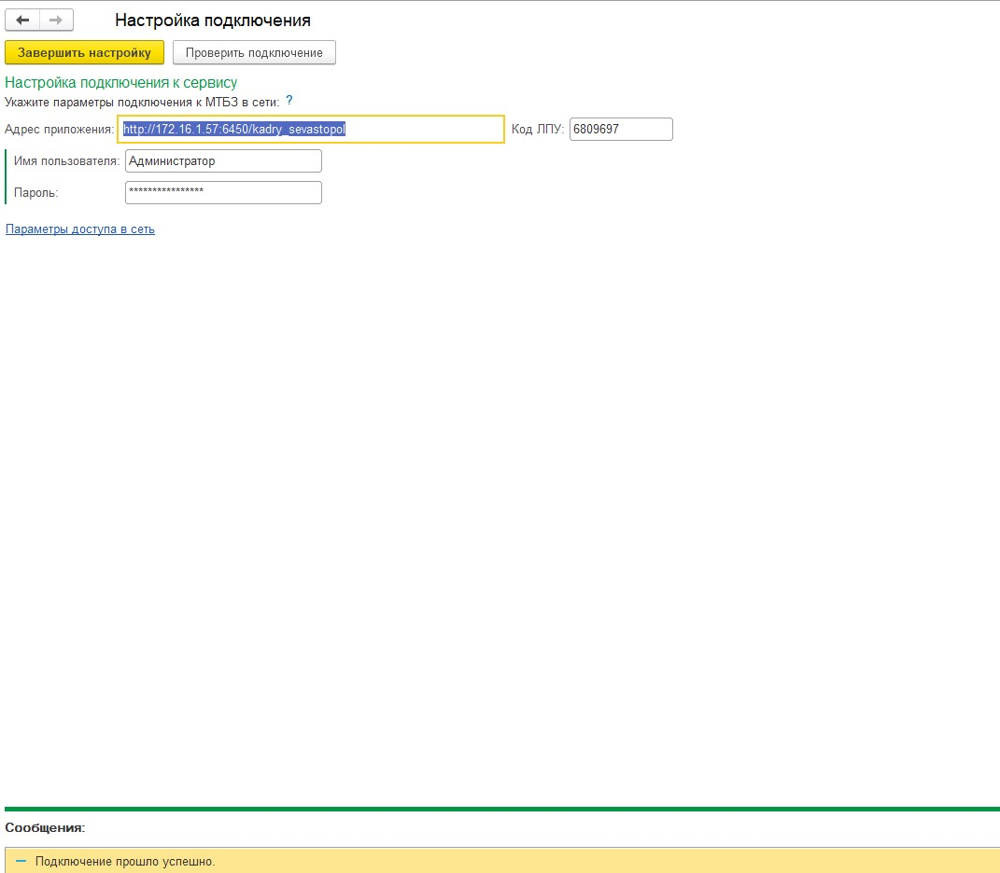 Настройка подключения
Завершить настройку Проверить подключение
Настройка подключения к сервису
Укажите параметры подключения к МТБЗ в сети: ?
Адрес приложения: http://172.16.1.57:6450/kadry_sevastopol Код ЛПУ: 6809697
Имя пользователя: Администратор
Пароль: ****************
Параметры доступа в сеть
Сообщения:
Подключение прошло успешно.